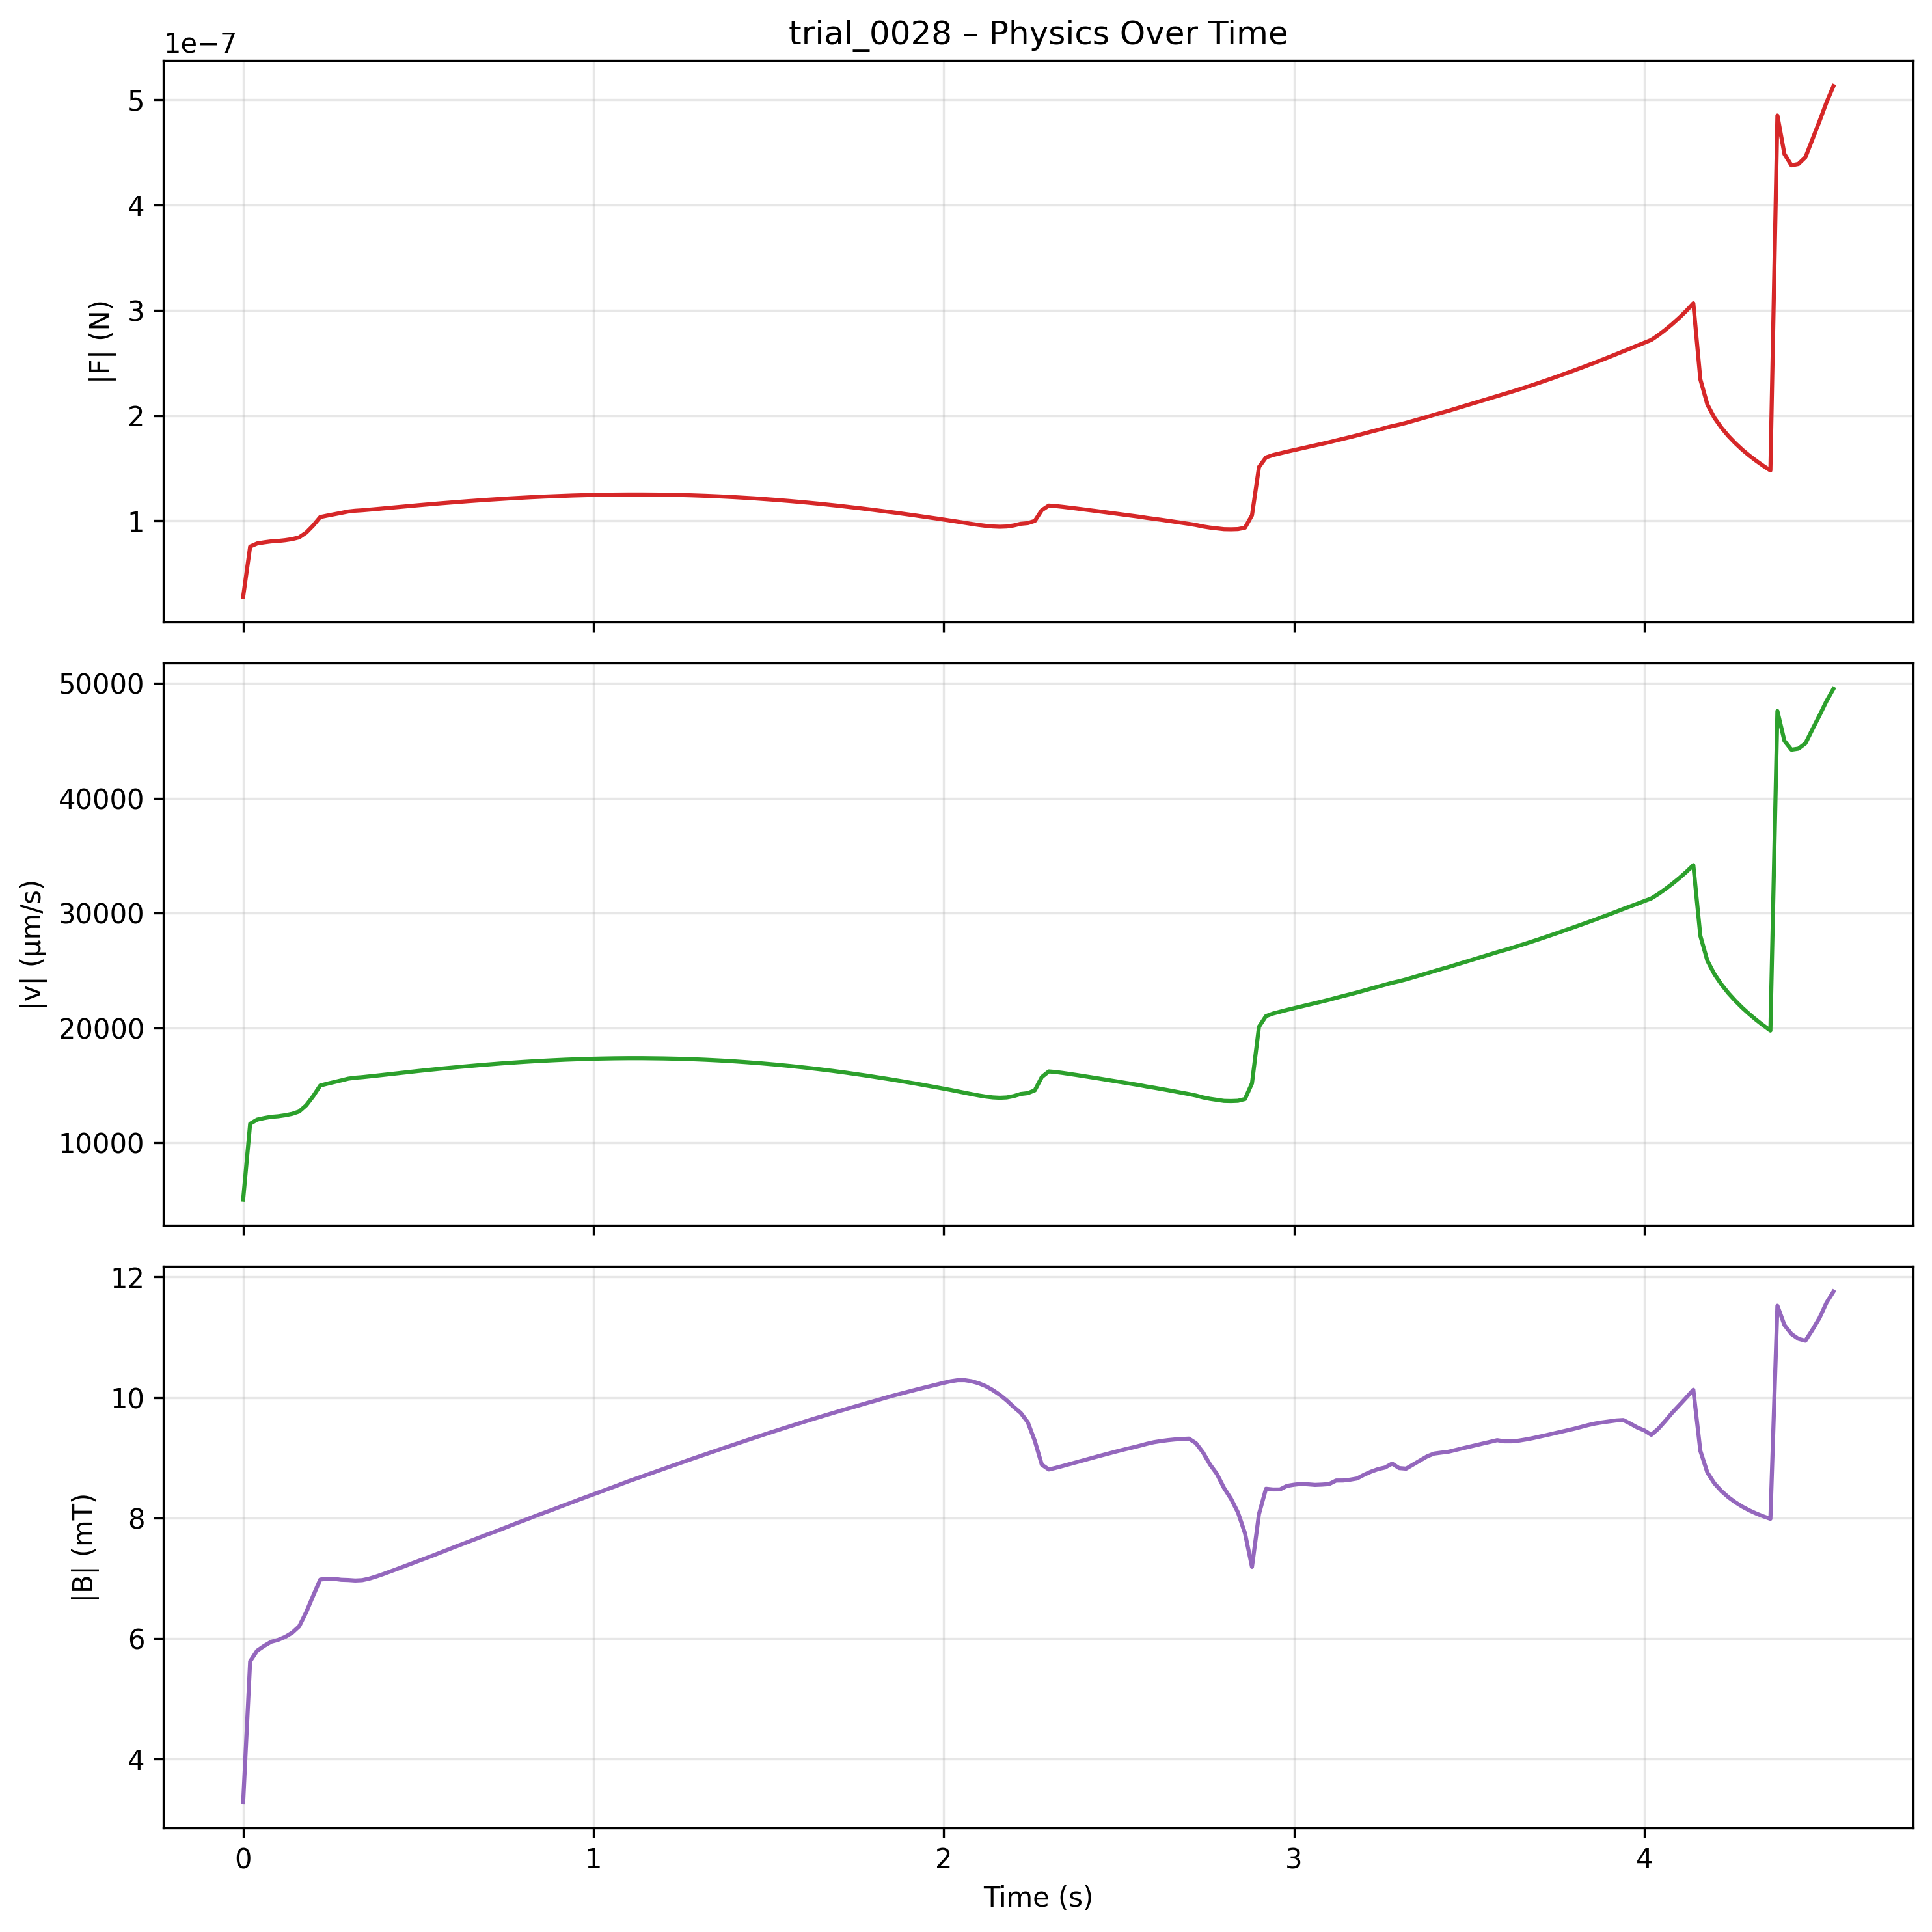 trial_0028 – Physics Over Time
1e−7
5
4
3
2
1
|F| (N)
50000
40000
30000
20000
10000
|v| (μm/s)
12
10
8
6
4
|B| (mT)
0 1 2 3 4
Time (s)